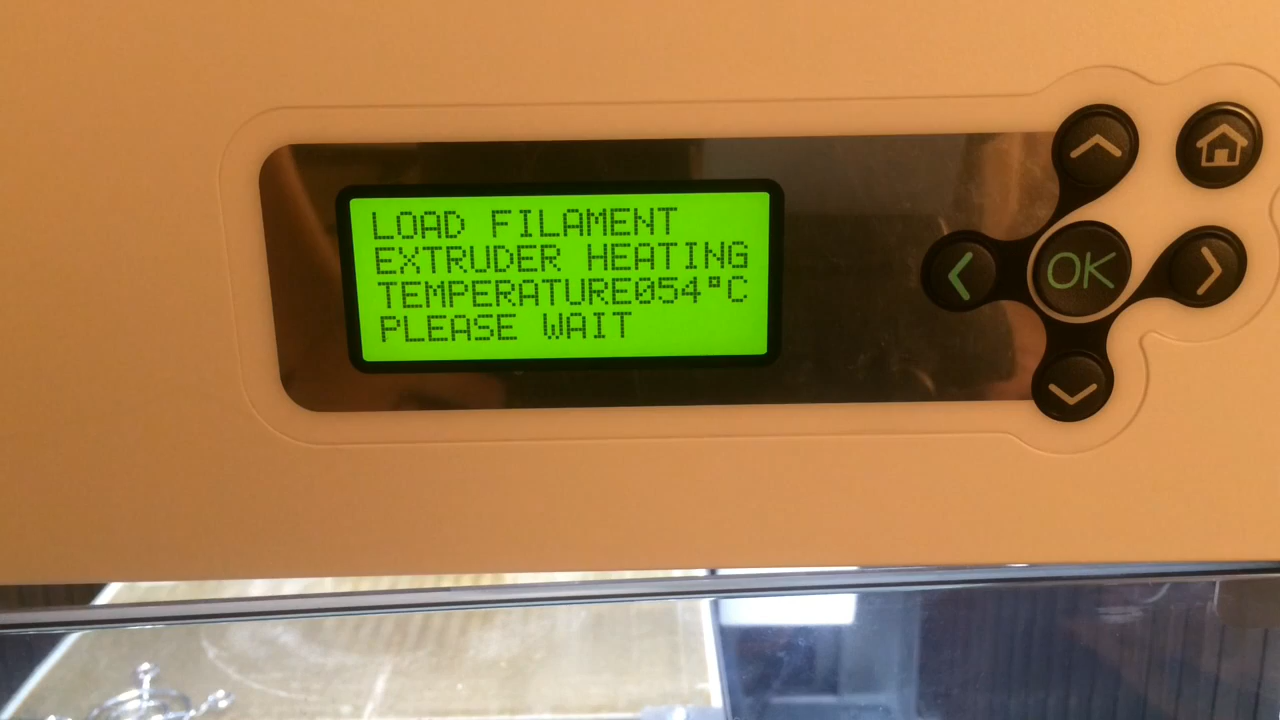 LOAD FILAMENT
EXTRUDER HEATING
TEMPERATURE054°C
PLEASE WAIT
OK